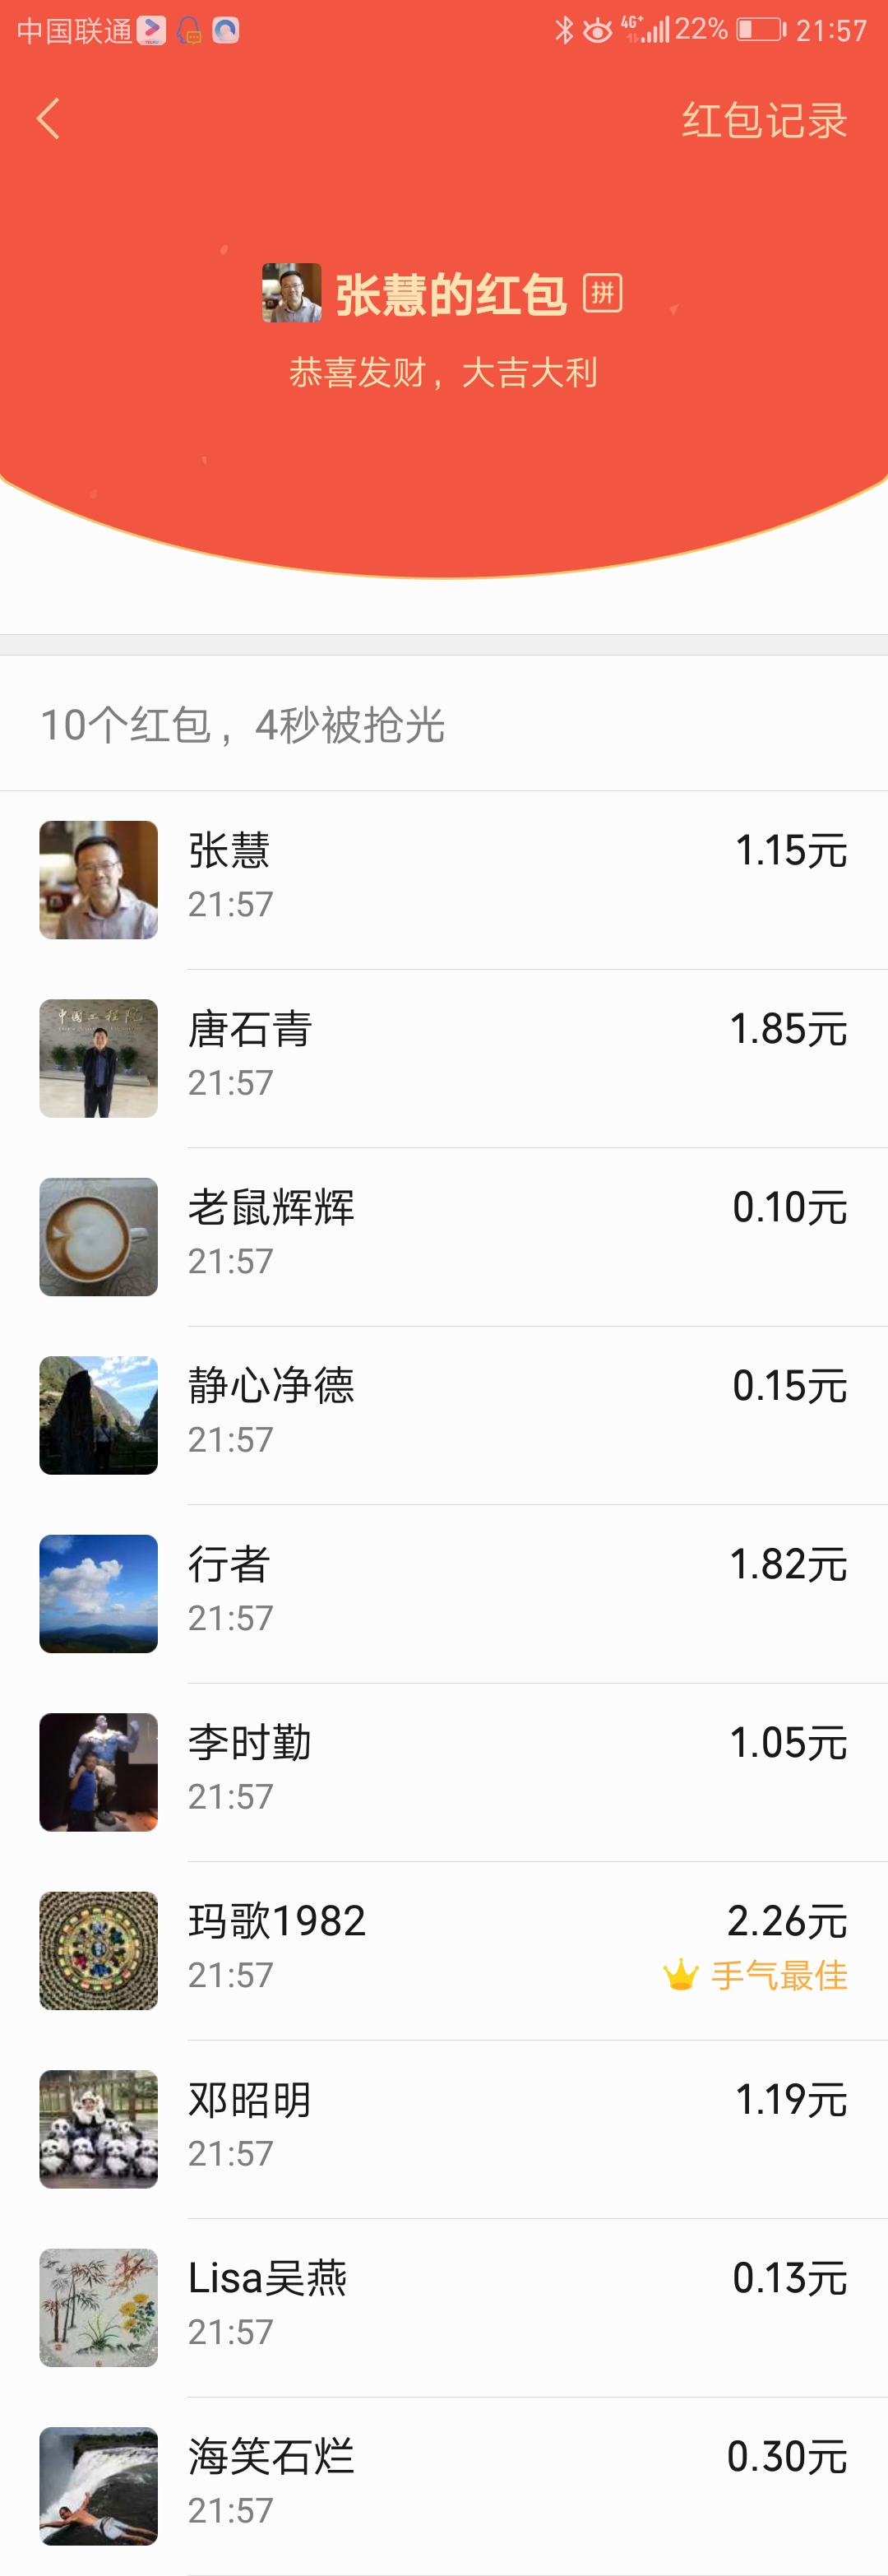 中国联通 4G+ 22% 21:57
红包记录
张慧的红包 拼
恭喜发财，大吉大利
10个红包，4秒被抢光
张慧 1.15元
21:57
中国工程院
唐石青 1.85元
21:57
老鼠辉辉 0.10元
21:57
静心净德 0.15元
21:57
行者 1.82元
21:57
李时勤 1.05元
21:57
玛歌1982 2.26元
21:57 手气最佳
邓昭明 1.19元
21:57
Lisa吴燕 0.13元
21:57
海笑石烂 0.30元
21:57